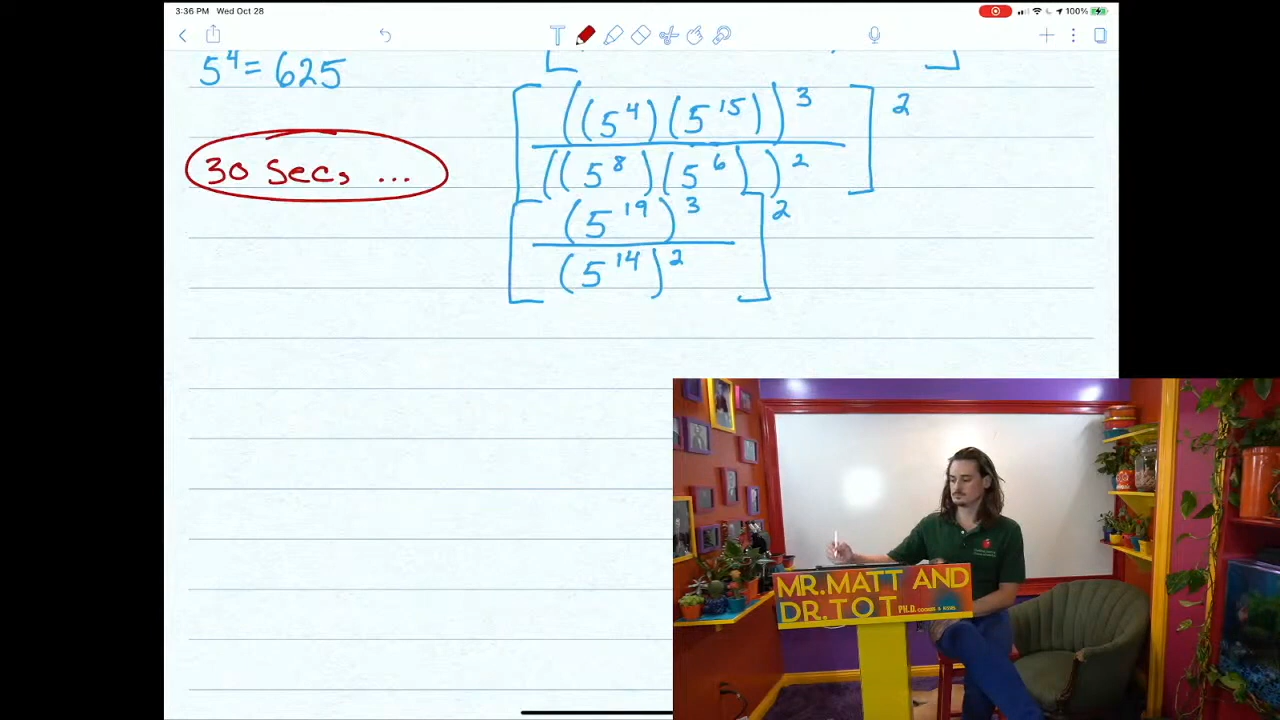 3:36 PM Wed Oct 28
100%
5⁴ = 625
[((5⁴)(5¹⁵))³ / ((5⁸)(5⁶))²]²
30 Secs ...
[(5¹⁹)³ / (5¹⁴)²]²
MR.MATT AND
DR.TOT PH.D.